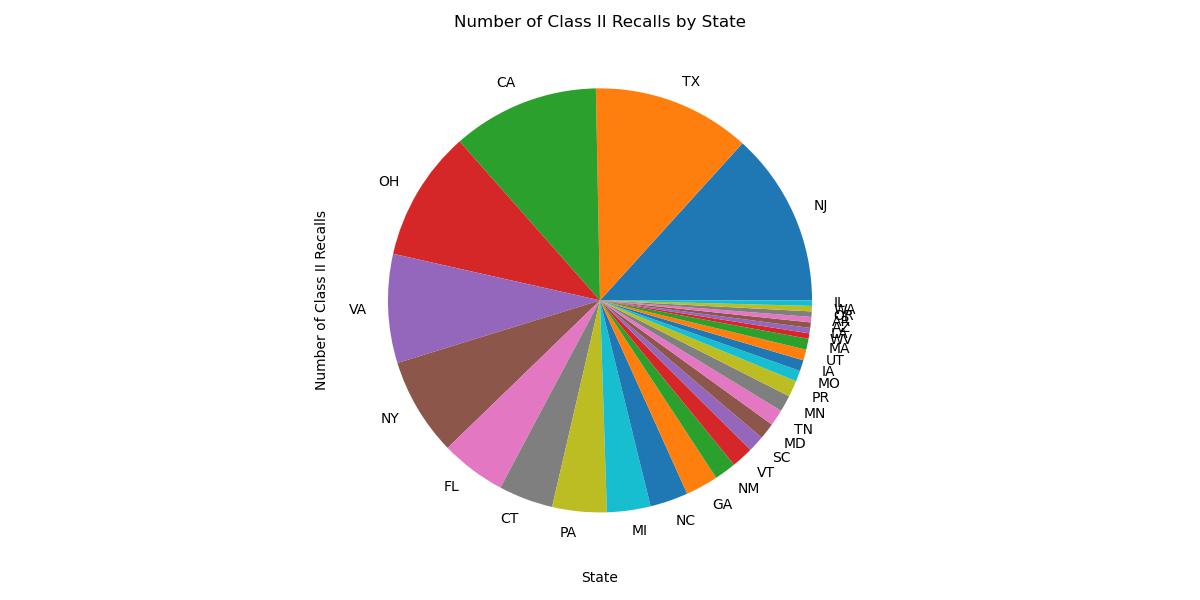 Number of Class II Recalls by State
TX
CA
NJ
OH
VA
NY
FL
CT
PA
MI
NC
GA
NM
VT
SC
MD
TN
MN
PR
MO
IA
UT
MA
WV
WA
IL
Number of Class II Recalls
State